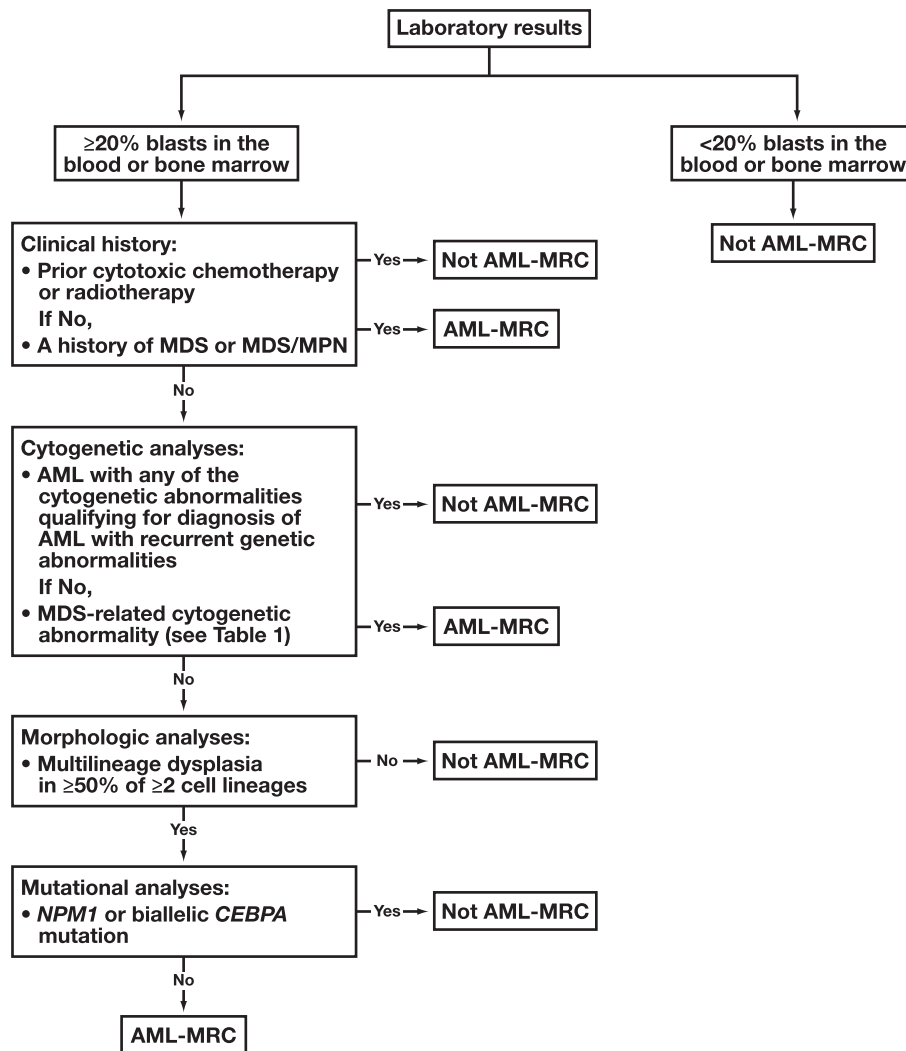 Laboratory results
≥20% blasts in the
blood or bone marrow
<20% blasts in the
blood or bone marrow
Not AML-MRC
Clinical history:
• Prior cytotoxic chemotherapy
or radiotherapy
If No,
• A history of MDS or MDS/MPN
Yes
Not AML-MRC
Yes
AML-MRC
No
Cytogenetic analyses:
• AML with any of the
cytogenetic abnormalities
qualifying for diagnosis of
AML with recurrent genetic
abnormalities
If No,
• MDS-related cytogenetic
abnormality (see Table 1)
Yes
Not AML-MRC
Yes
AML-MRC
No
Morphologic analyses:
• Multilineage dysplasia
in ≥50% of ≥2 cell lineages
No
Not AML-MRC
Yes
Mutational analyses:
• NPM1 or biallelic CEBPA
mutation
Yes
Not AML-MRC
No
AML-MRC